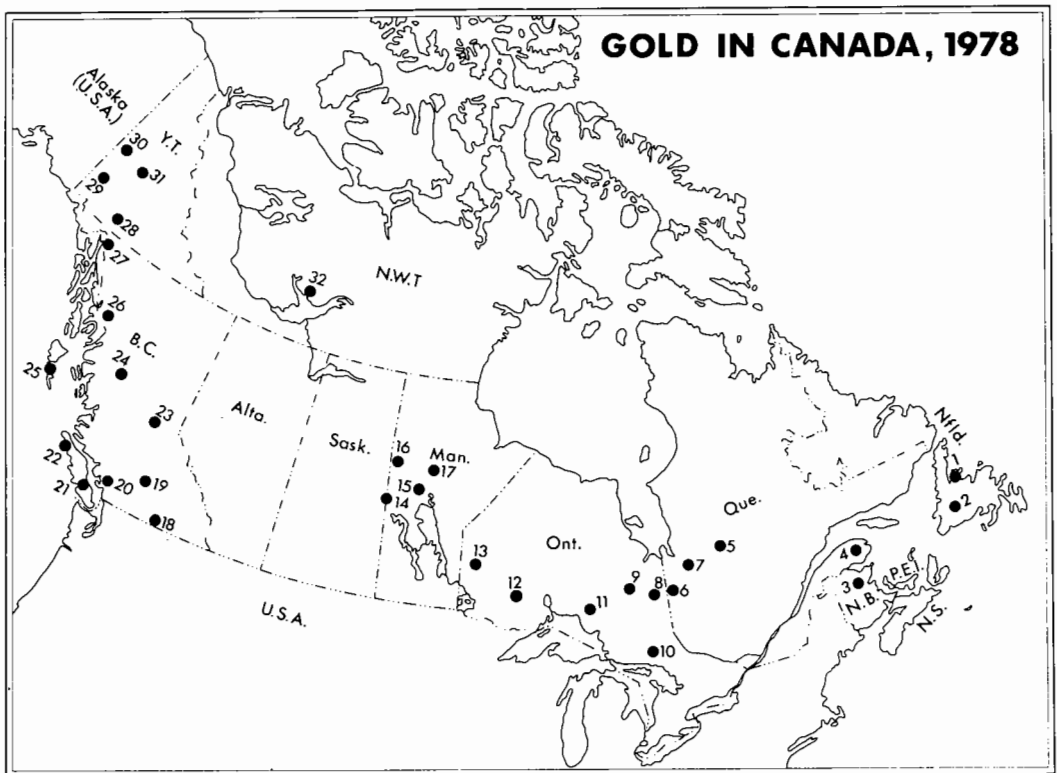 GOLD IN CANADA, 1978
Alaska
(U.S.A.)
30
Y.T.
31
29
28
27
32
N.W.T
26
B.C.
24
25
23
Alta.
Sask.
16
Man.
17
15
14
22
21
20
19
18
U.S.A.
13
12
Ont.
11
9
8
6
7
5
10
Que.
Nfld.
1
2
4
3
P.E.I.
N.B.
N.S.